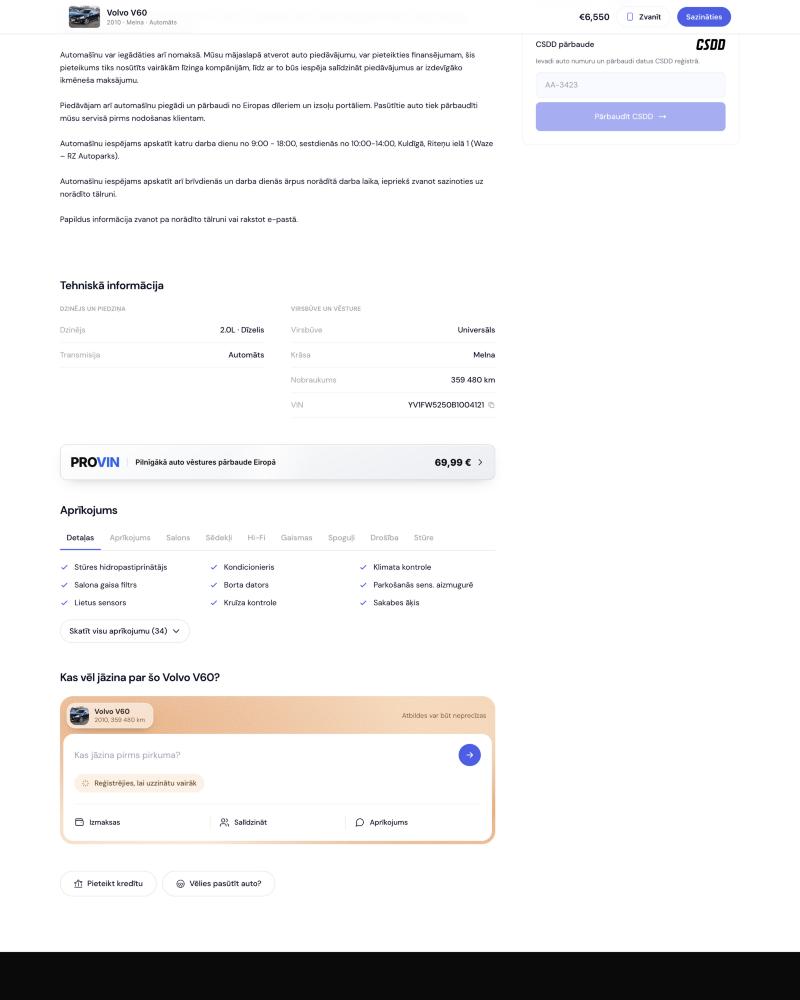 Volvo V60
2010 · Melna · Automāts
€6,550
Zvanīt
Sazināties
Automašīnu var iegādāties arī nomaksā. Mūsu mājaslapā atverot auto piedāvājumu, var pieteikties finansējumam, šis
pieteikums tiks nosūtīts vairākām līzinga kompānijām, līdz ar to būs iespēja salīdzināt piedāvājumus ar izdevīgāko
ikmēneša maksājumu.
Piedāvājam arī automašīnu piegādi un pārbaudi no Eiropas dīleriem un izsoļu portāliem. Pasūtītie auto tiek pārbaudīti
mūsu servisā pirms nodošanas klientam.
Automašīnu iespējams apskatīt katru darba dienu no 9:00 - 18:00, sestdienās no 10:00-14:00, Kuldīgā, Riteņu ielā 1 (Waze
– RZ Autoparks).
Automašīnu iespējams apskatīt arī brīvdienās un darba dienās ārpus norādītā darba laika, iepriekš zvanot sazinoties uz
norādīto tālruni.
Papildus informācija zvanot pa norādīto tālruni vai rakstot e-pastā.
CSDD pārbaude
CSDD
Ievadi auto numuru un pārbaudi datus CSDD reģistrā.
AA-3423
Pārbaudīt CSDD →
Tehniskā informācija
DZINĒJS UN PIEDZIŅA
Dzinējs 2.0L · Dīzelis
Transmisija Automāts
VIRSBŪVE UN VĒSTURE
Virsbūve Universāls
Krāsa Melna
Nobraukums 359 480 km
VIN YV1FW5250B1004121
PROVIN Pilnīgākā auto vēstures pārbaude Eiropā 69,99 €
Aprīkojums
Detaļas Aprīkojums Salons Sēdekļi Hi-Fi Gaismas Spoguļi Drošība Stūre
Stūres hidropastiprinātājs Kondicionieris Klimata kontrole
Salona gaisa filtrs Borta dators Parkošanās sens. aizmugurē
Lietus sensors Kruīza kontrole Sakabes āķis
Skatīt visu aprīkojumu (34)
Kas vēl jāzina par šo Volvo V60?
Volvo V60
2010, 359 480 km
Atbildes var būt neprecīzas
Kas jāzina pirms pirkuma?
Reģistrējies, lai uzzinātu vairāk
Izmaksas Salīdzināt Aprīkojums
Pieteikt kredītu Vēlies pasūtīt auto?